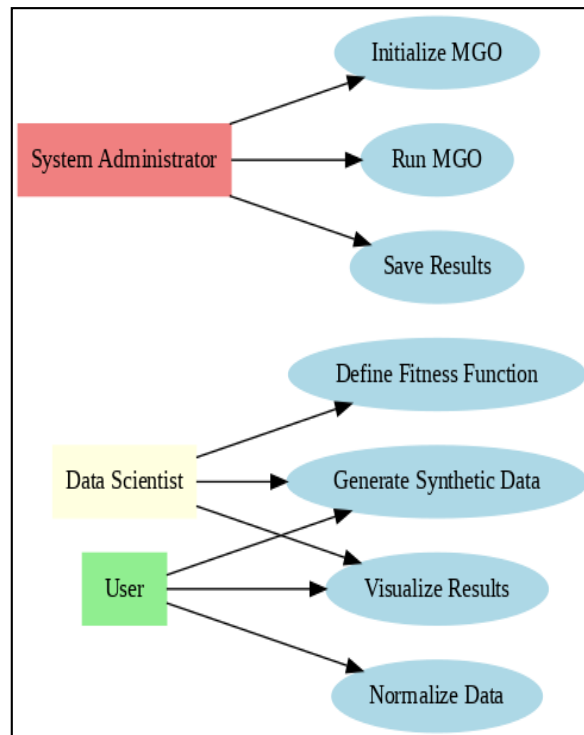 Initialize MGO
System Administrator
Run MGO
Save Results
Define Fitness Function
Data Scientist
Generate Synthetic Data
User
Visualize Results
Normalize Data